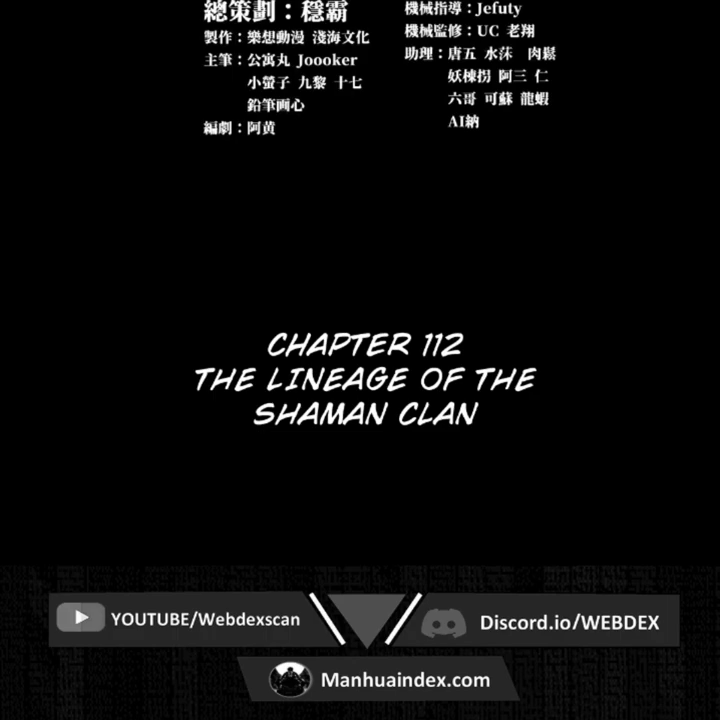 總策劃：穩霸
製作：樂想動漫 淺海文化
主筆：公寓丸 Joooker
小螢子 九黎 十七
鉛筆画心
編劇：阿黄
機械指導：Jefuty
機械監修：UC 老翔
助理：唐五 水莎 肉鬆
妖棟拐 阿三 仁
六哥 可蘇 龍蝦
AI納
CHAPTER 112
THE LINEAGE OF THE
SHAMAN CLAN
YOUTUBE/Webdexscan
Discord.io/WEBDEX
Manhuaindex.com